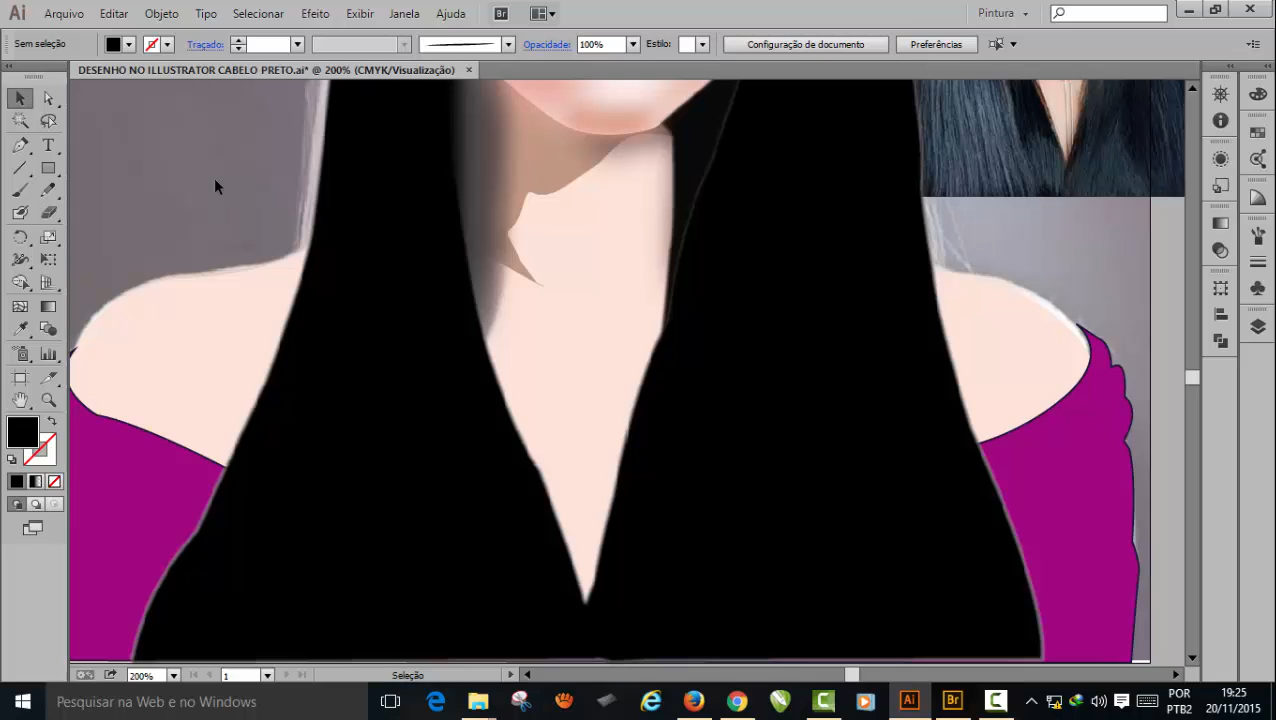 Ai Arquivo Editar Objeto Tipo Selecionar Efeito Exibir Janela Ajuda Br Pintura
Sem seleção Traçado: Opacidade: 100% Estilo: Configuração de documento Preferências
DESENHO NO ILLUSTRATOR CABELO PRETO.ai* @ 200% (CMYK/Visualização) ×
T
200% 1 Seleção
Pesquisar na Web e no Windows Ai Br POR 19:25
PTB2 20/11/2015